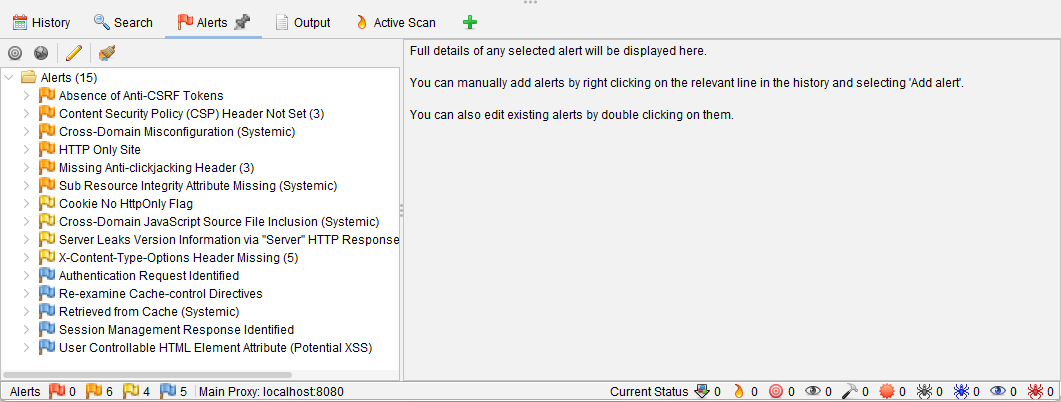 History Search Alerts Output Active Scan
Alerts (15)
Absence of Anti-CSRF Tokens
Content Security Policy (CSP) Header Not Set (3)
Cross-Domain Misconfiguration (Systemic)
HTTP Only Site
Missing Anti-clickjacking Header (3)
Sub Resource Integrity Attribute Missing (Systemic)
Cookie No HttpOnly Flag
Cross-Domain JavaScript Source File Inclusion (Systemic)
Server Leaks Version Information via "Server" HTTP Response
X-Content-Type-Options Header Missing (5)
Authentication Request Identified
Re-examine Cache-control Directives
Retrieved from Cache (Systemic)
Session Management Response Identified
User Controllable HTML Element Attribute (Potential XSS)
Full details of any selected alert will be displayed here.
You can manually add alerts by right clicking on the relevant line in the history and selecting 'Add alert'.
You can also edit existing alerts by double clicking on them.
Alerts 0 6 4 5 Main Proxy: localhost:8080 Current Status 0 0 0 0 0 0 0 0 0 0